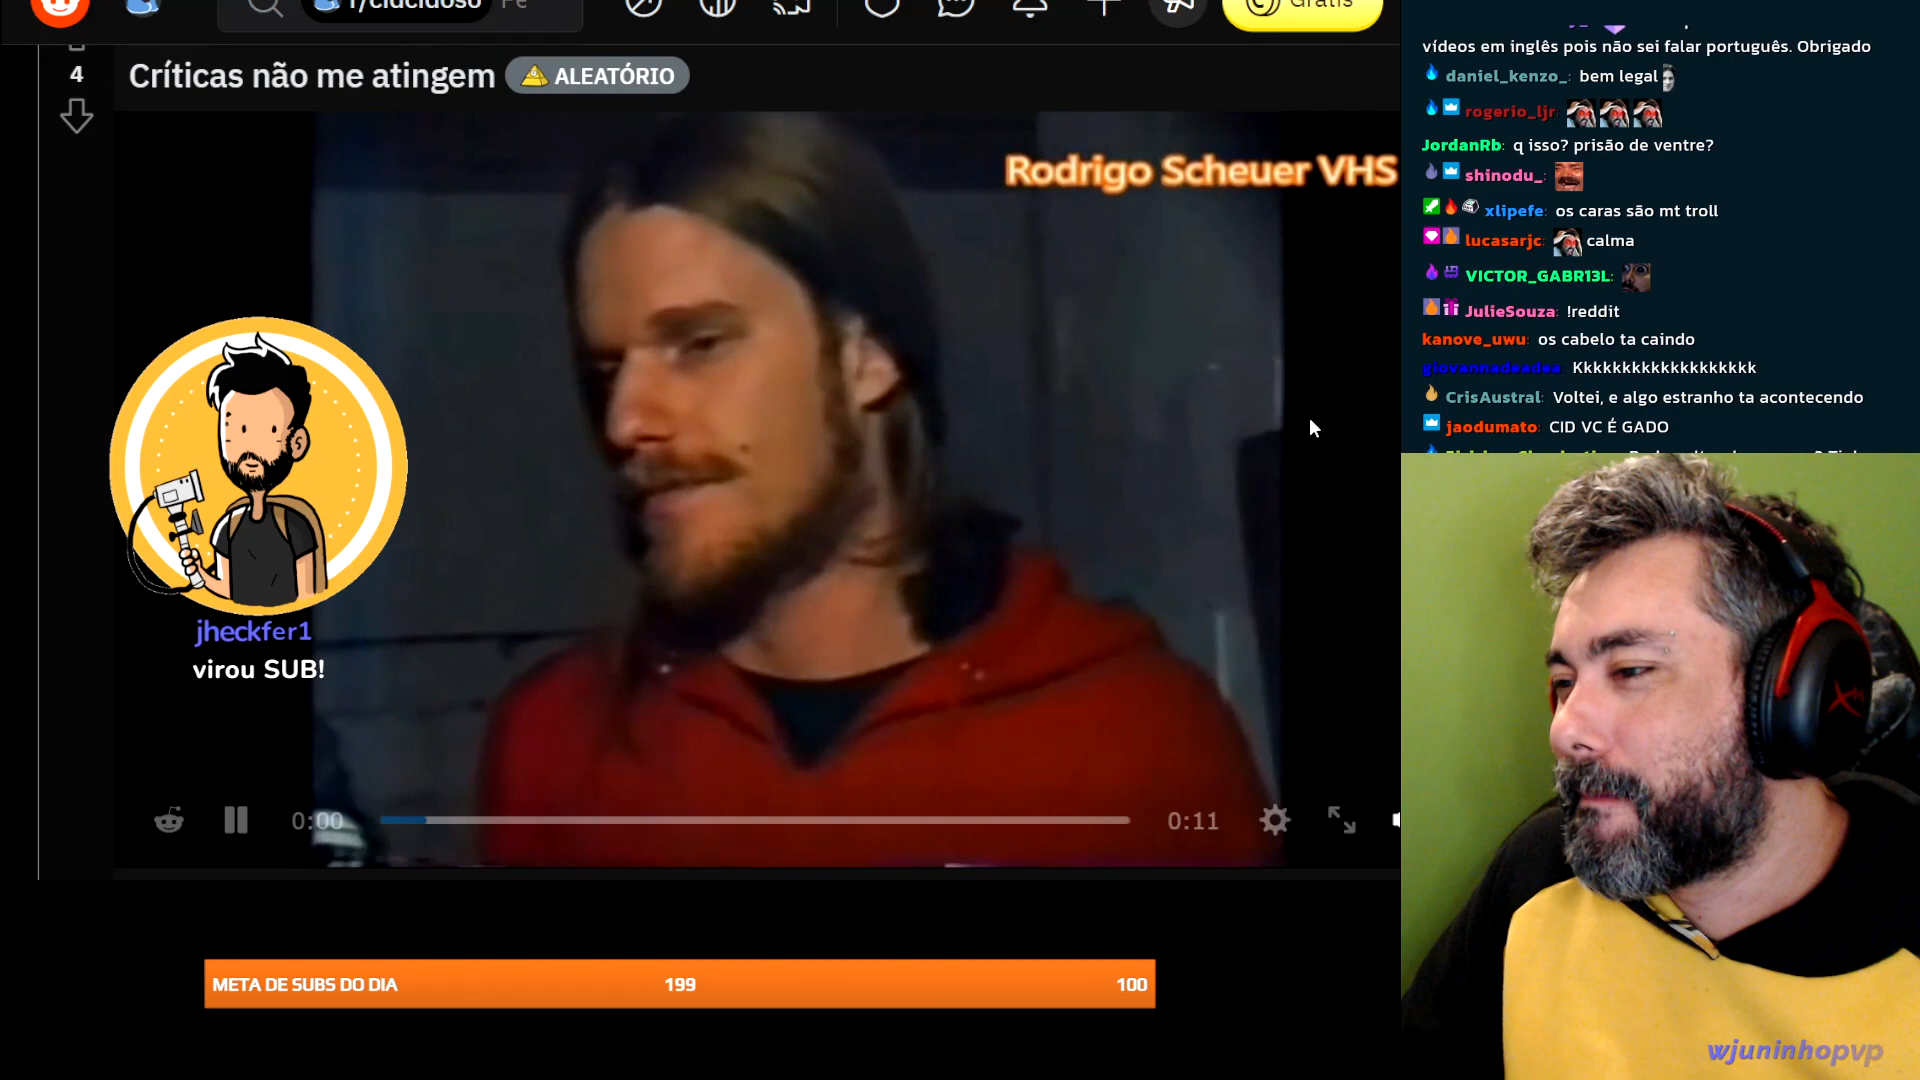 r/cidcidoso
Grátis
4
Críticas não me atingem
ALEATÓRIO
Rodrigo Scheuer VHS
jheckfer1
virou SUB!
0:00
0:11
META DE SUBS DO DIA
199
100
vídeos em inglês pois não sei falar português. Obrigado
daniel_kenzo_: bem legal
rogerio_ljr:
JordanRb: q isso? prisão de ventre?
shinodu_:
xlipefe: os caras são mt troll
lucasarjc: calma
VICTOR_GABR13L:
JulieSouza: !reddit
kanove_uwu: os cabelo ta caindo
giovannadeadea: Kkkkkkkkkkkkkkkkkkk
CrisAustral: Voltei, e algo estranho ta acontecendo
jaodumato: CID VC É GADO
wjuninhopvp